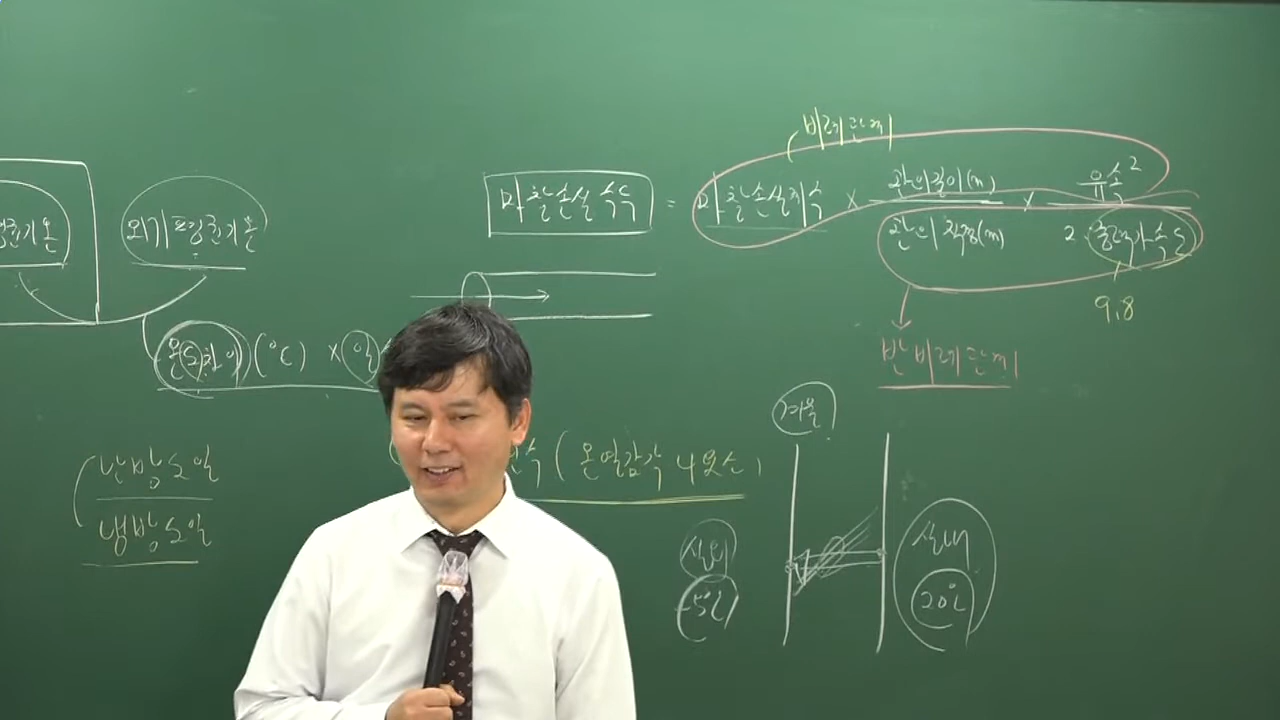 비례관계
마찰손실수두 = 마찰손실계수 × 관의길이(m) / 관의 직경(m) × 유속² / 2·중력가속도
9.8
반비례관계
외기평균기온
온도차이(℃) × 일
난방도일
냉방도일
(온열감각 4요소)
겨울
실외
-5℃
실내
20℃